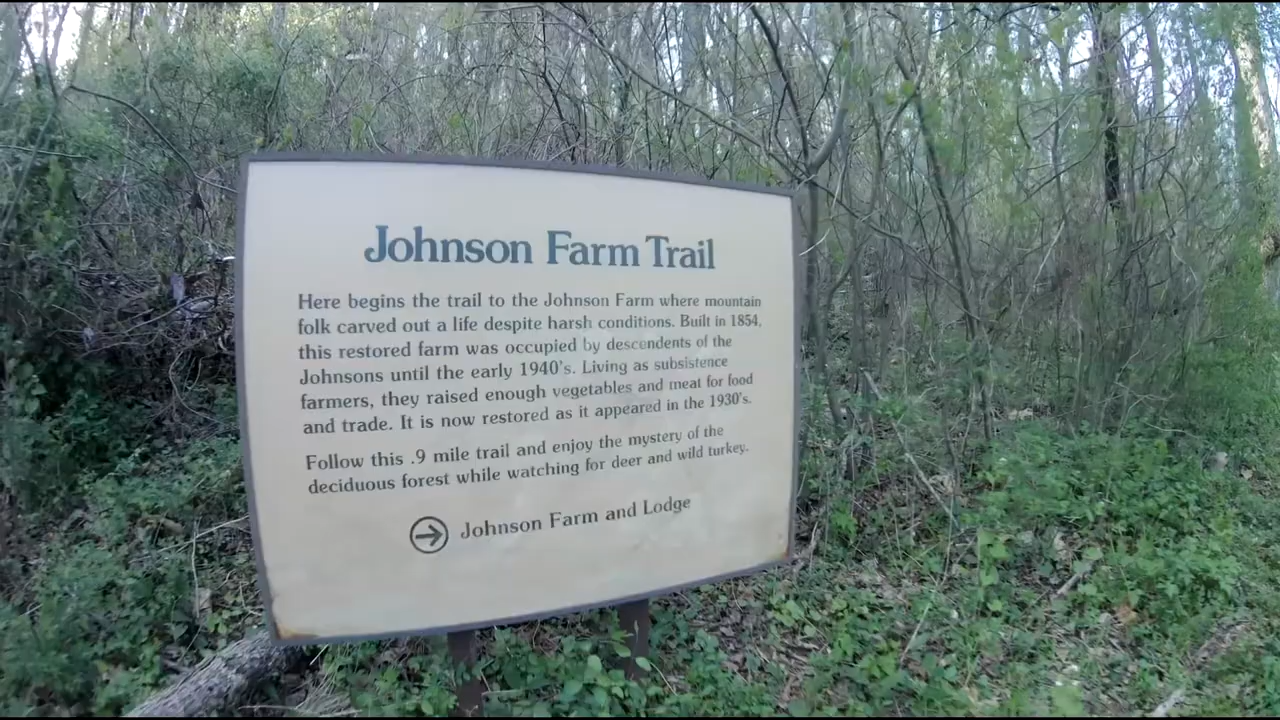 Johnson Farm Trail
Here begins the trail to the Johnson Farm where mountain
folk carved out a life despite harsh conditions. Built in 1854,
this restored farm was occupied by descendents of the
Johnsons until the early 1940's. Living as subsistence
farmers, they raised enough vegetables and meat for food
and trade. It is now restored as it appeared in the 1930's.
Follow this .9 mile trail and enjoy the mystery of the
deciduous forest while watching for deer and wild turkey.
Johnson Farm and Lodge